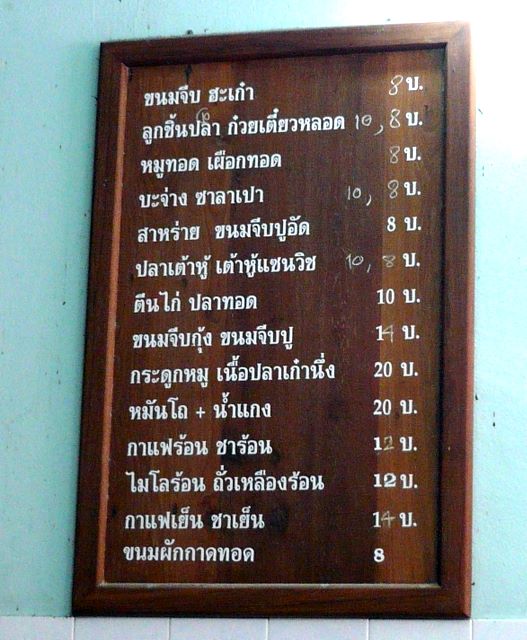 ขนมจีบ ฮะเก๋า 8 บ.
ลูกชิ้นปลา ก๋วยเตี๋ยวหลอด 10, 8 บ.
หมูทอด เผือกทอด 8 บ.
บะจ่าง ซาลาเปา 10, 8 บ.
สาหร่าย ขนมจีบปูอัด 8 บ.
ปลาเต้าหู้ เต้าหู้แซนวิช 10, 8 บ.
ตีนไก่ ปลาทอด 10 บ.
ขนมจีบกุ้ง ขนมจีบปู 14 บ.
กระดูกหมู เนื้อปลาเก๋านึ่ง 20 บ.
หมันโถ + น้ำแกง 20 บ.
กาแฟร้อน ชาร้อน 12 บ.
ไมโลร้อน ถั่วเหลืองร้อน 12 บ.
กาแฟเย็น ชาเย็น 14 บ.
ขนมผักกาดทอด 8